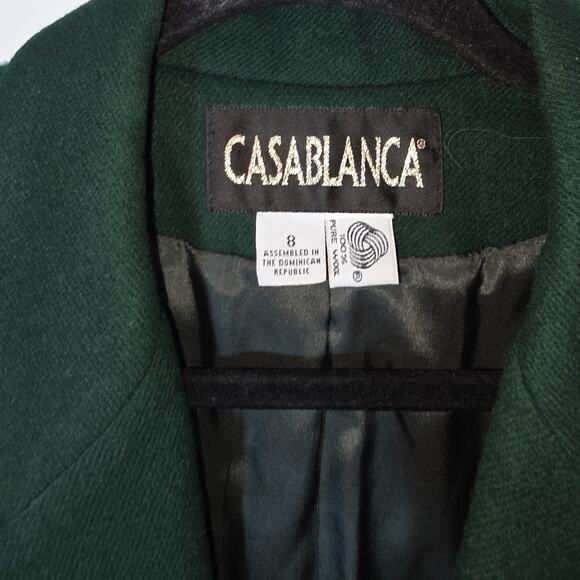 CASABLANCA®
8
ASSEMBLED IN
THE DOMINICAN
REPUBLIC
100%
PURE WOOL
®